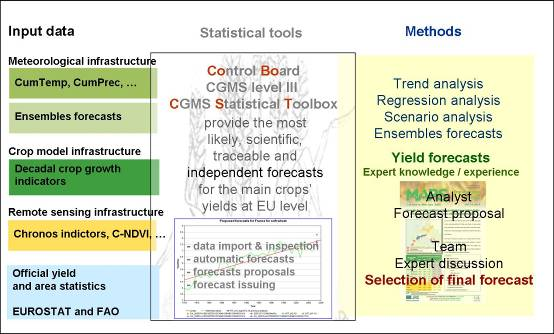 Input data
Meteorological infrastructure
CumTemp, CumPrec, …
Ensembles forecasts
Crop model infrastructure
Decadal crop growth
indicators
Remote sensing infrastructure
Chronos indictors, C-NDVI, …
Official yield
and area statistics
EUROSTAT and FAO
Statistical tools
Control Board
CGMS level III
CGMS Statistical Toolbox
provide the most
likely, scientific,
traceable and
independent forecasts
for the main crops'
yields at EU level
- data import & inspection
- automatic forecasts
- forecasts proposals
- forecast issuing
Methods
Trend analysis
Regression analysis
Scenario analysis
Ensembles forecasts
Yield forecasts
Expert knowledge / experience
MARS
Analyst
Forecast proposal
Team
Expert discussion
Selection of final forecast